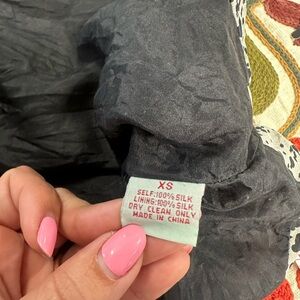 XS
SELF:100% SILK
LINING:100% SILK
DRY CLEAN ONLY
MADE IN CHINA